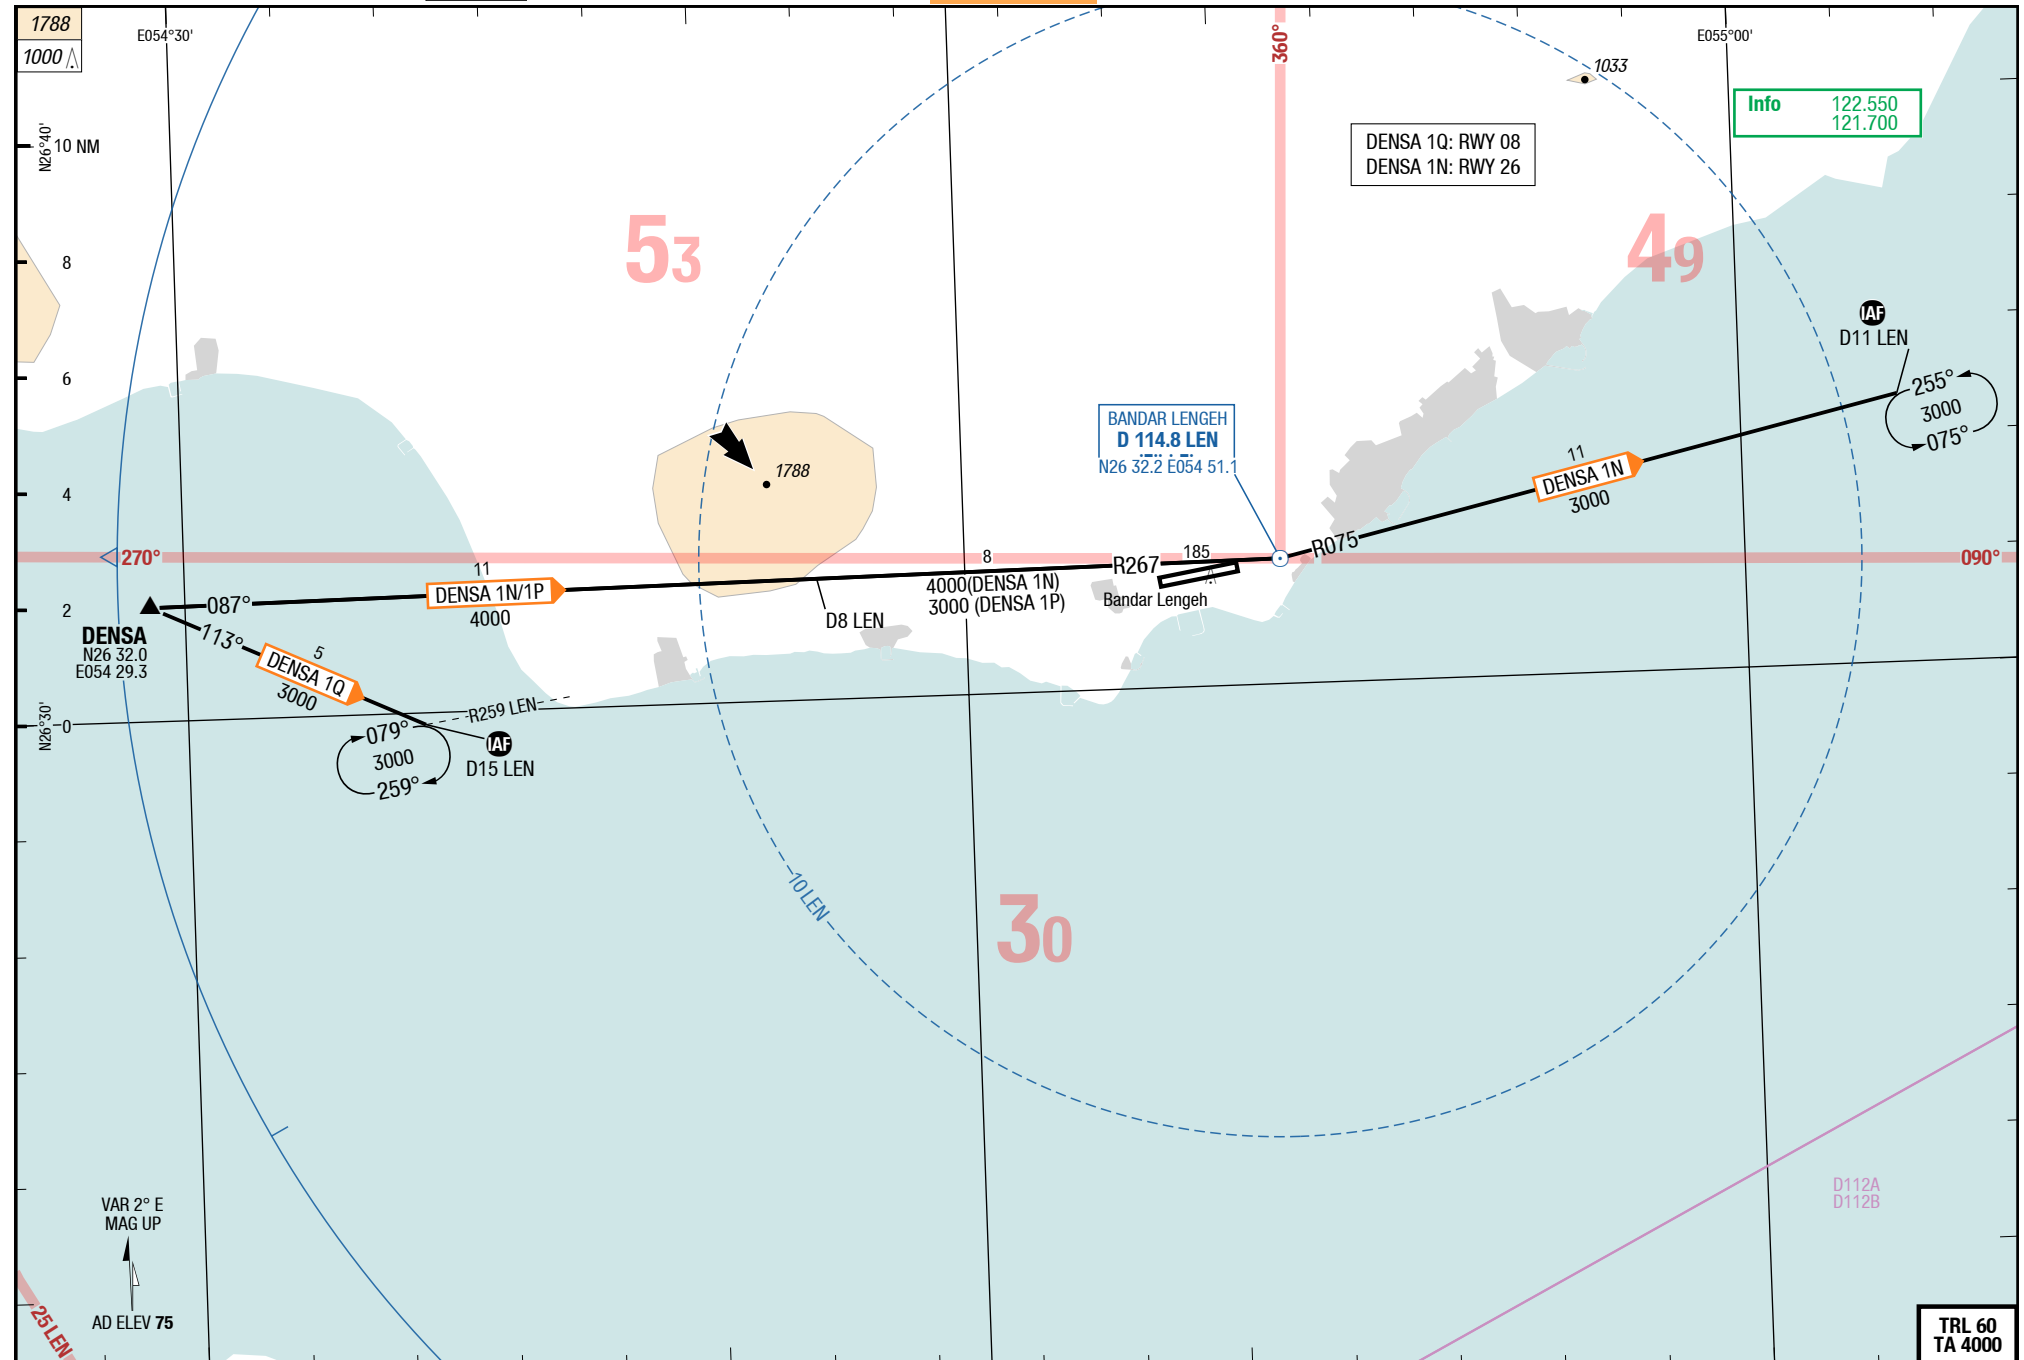 1788
1000
E054°30'
360°
E055°00'
1033
Info 122.550
121.700
N26°40'
10 NM
DENSA 1Q: RWY 08
DENSA 1N: RWY 26
53
49
8
IAF
D11 LEN
6
255°
3000
075°
BANDAR LENGEH
D 114.8 LEN
N26 32.2 E054 51.1
1788
4
11
DENSA 1N
3000
R075
270°
090°
11
DENSA 1N/1P
4000
8
4000(DENSA 1N)
3000 (DENSA 1P)
R267
185
Bandar Lengeh
087°
D8 LEN
2
DENSA
N26 32.0
E054 29.3
113°
5
DENSA 1Q
3000
R259 LEN
N26°30'
0
079°
3000
259°
IAF
D15 LEN
10 LEN
30
D112A
D112B
VAR 2° E
MAG UP
AD ELEV 75
25 LEN
TRL 60
TA 4000